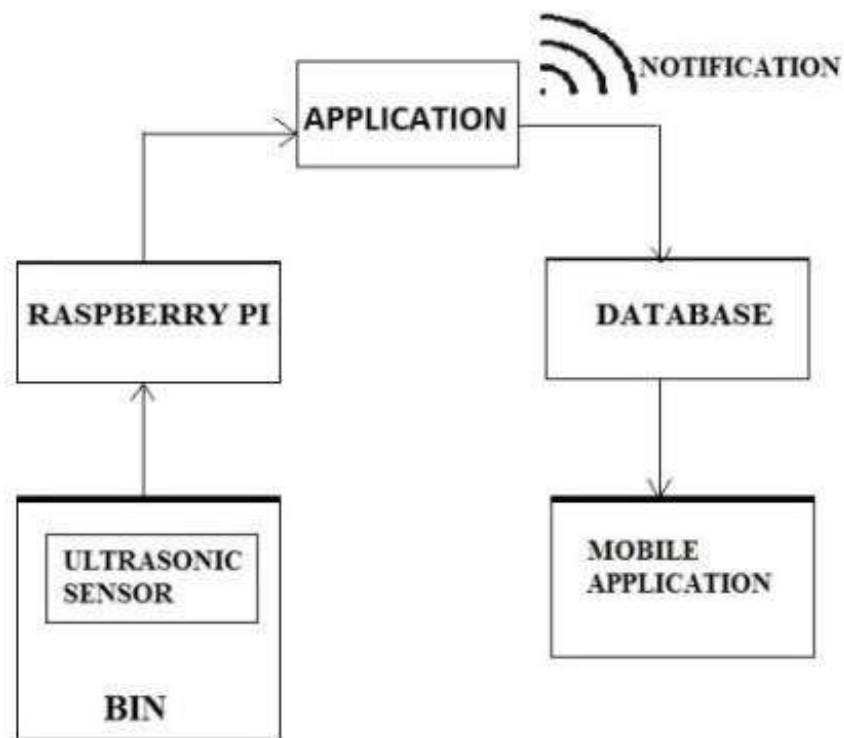 NOTIFICATION
APPLICATION
RASPBERRY PI
DATABASE
ULTRASONIC
SENSOR
BIN
MOBILE
APPLICATION